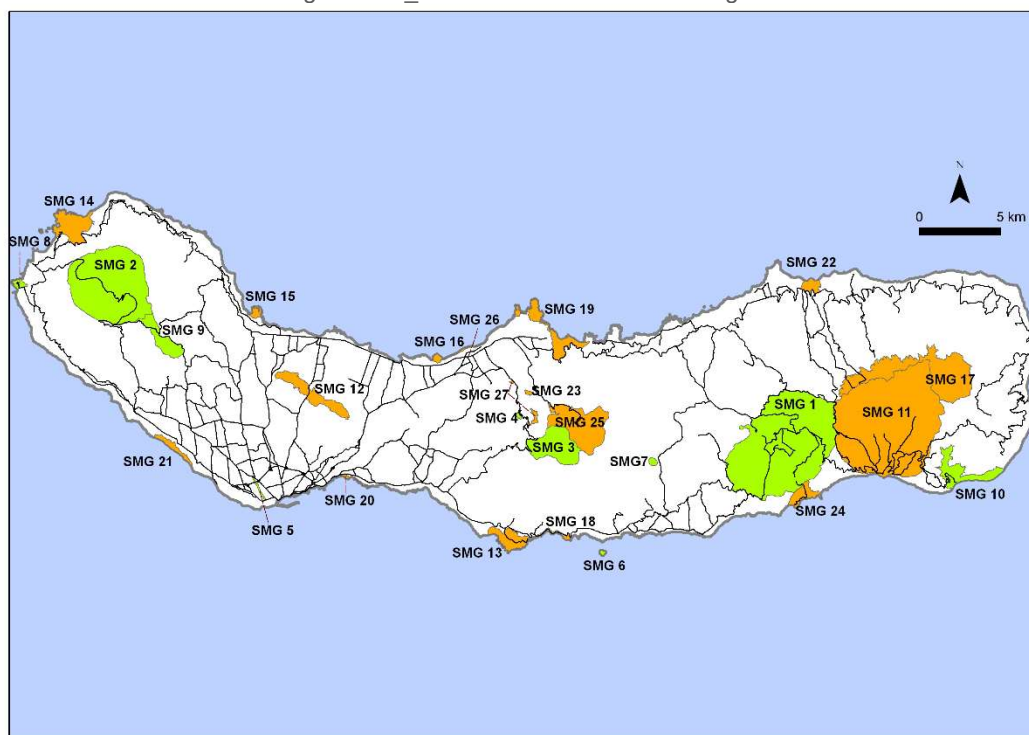 N
0 5 km
SMG 14
SMG 8
SMG 2
SMG 22
SMG 15
SMG 19
SMG 26
SMG 9
SMG 16
SMG 12
SMG 27
SMG 23
SMG 17
SMG 1
SMG 11
SMG 4
SMG 25
SMG 3
SMG 21
SMG7
SMG 20
SMG 10
SMG 24
SMG 5
SMG 18
SMG 13
SMG 6